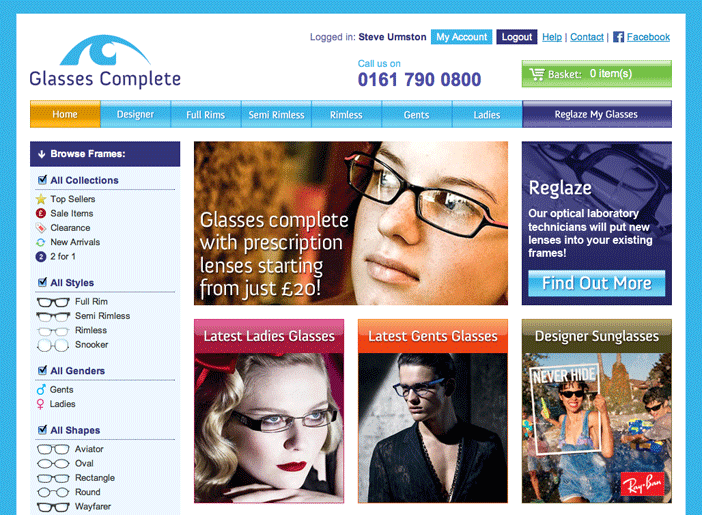 Logged in: Steve Urmston My Account Logout Help | Contact | Facebook
Glasses Complete
Call us on
0161 790 0800
Basket: 0 item(s)
Home Designer Full Rims Semi Rimless Rimless Gents Ladies Reglaze My Glasses
Browse Frames:
All Collections
Top Sellers
Sale Items
Clearance
New Arrivals
2 2 for 1
All Styles
Full Rim
Semi Rimless
Rimless
Snooker
All Genders
Gents
Ladies
All Shapes
Aviator
Oval
Rectangle
Round
Wayfarer
Glasses complete
with prescription
lenses starting
from just £20!
Reglaze
Our optical laboratory
technicians will put new
lenses into your existing
frames!
Find Out More
Latest Ladies Glasses
Latest Gents Glasses
Designer Sunglasses
NEVER HIDE
Ray-Ban